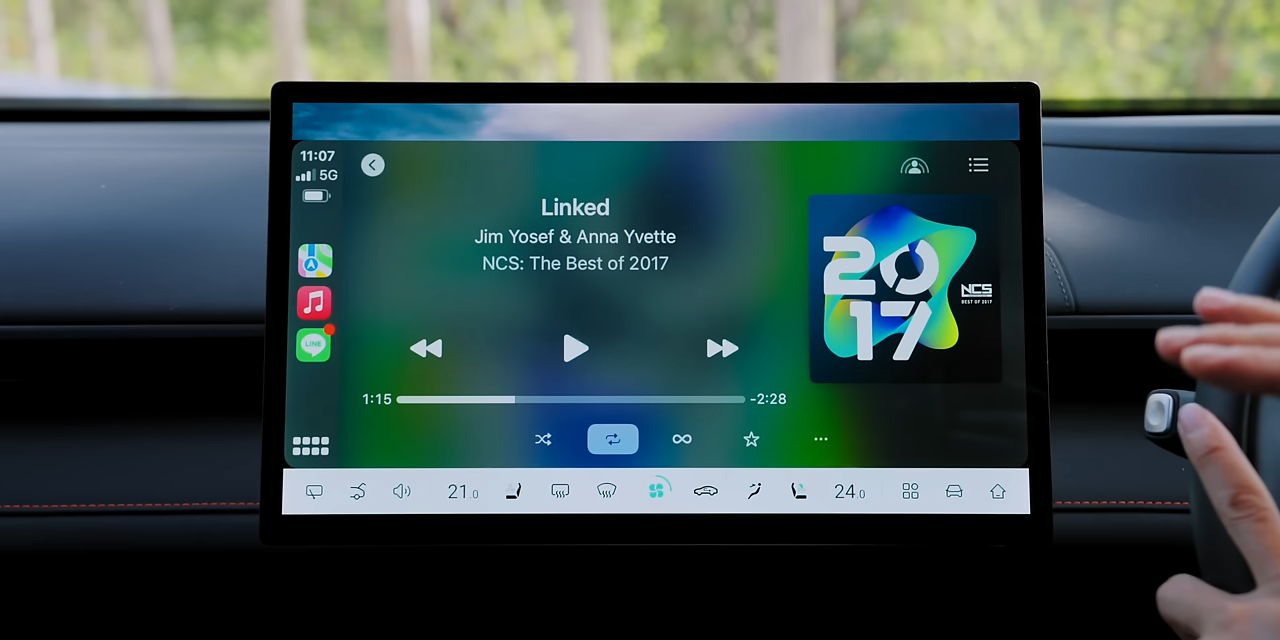 11:07
5G
Linked
Jim Yosef & Anna Yvette
NCS: The Best of 2017
2017
NCS
BEST OF 2017
LINE
1:15
-2:28
21.0
24.0